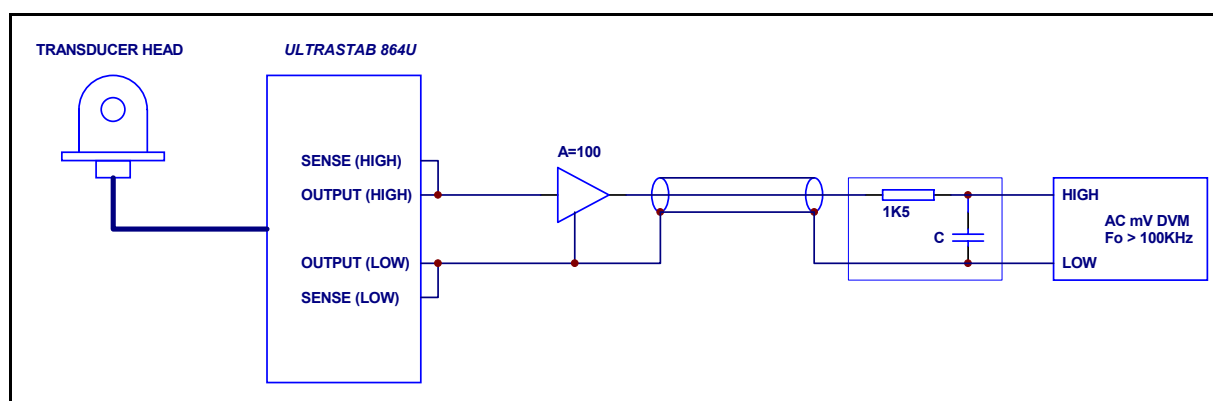 TRANSDUCER HEAD
ULTRASTAB 864U
SENSE (HIGH)
OUTPUT (HIGH)
OUTPUT (LOW)
SENSE (LOW)
A=100
1K5
C
HIGH
AC mV DVM
Fo > 100KHz
LOW